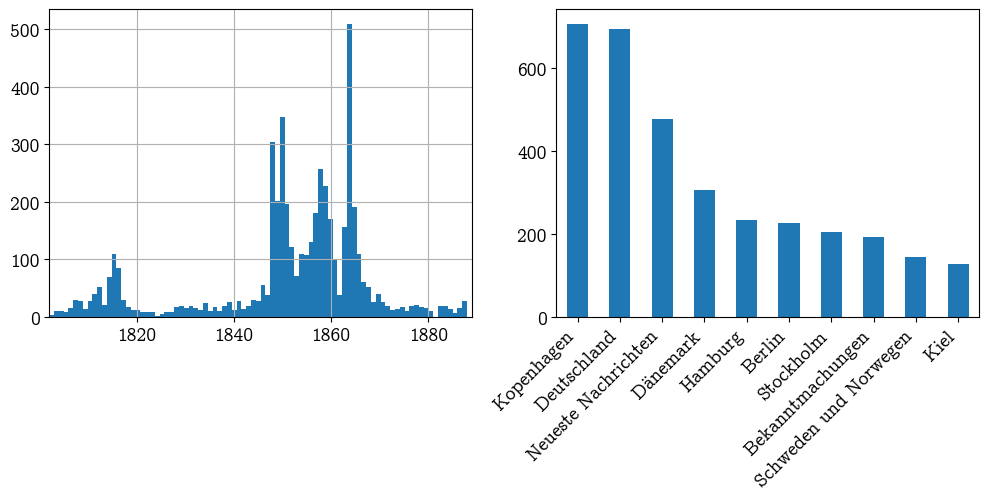 500
400
300
200
100
0
1820 1840 1860 1880
600
400
200
0
Kopenhagen
Deutschland
Neueste Nachrichten
Dänemark
Hamburg
Berlin
Stockholm
Bekanntmachungen
Schweden und Norwegen
Kiel